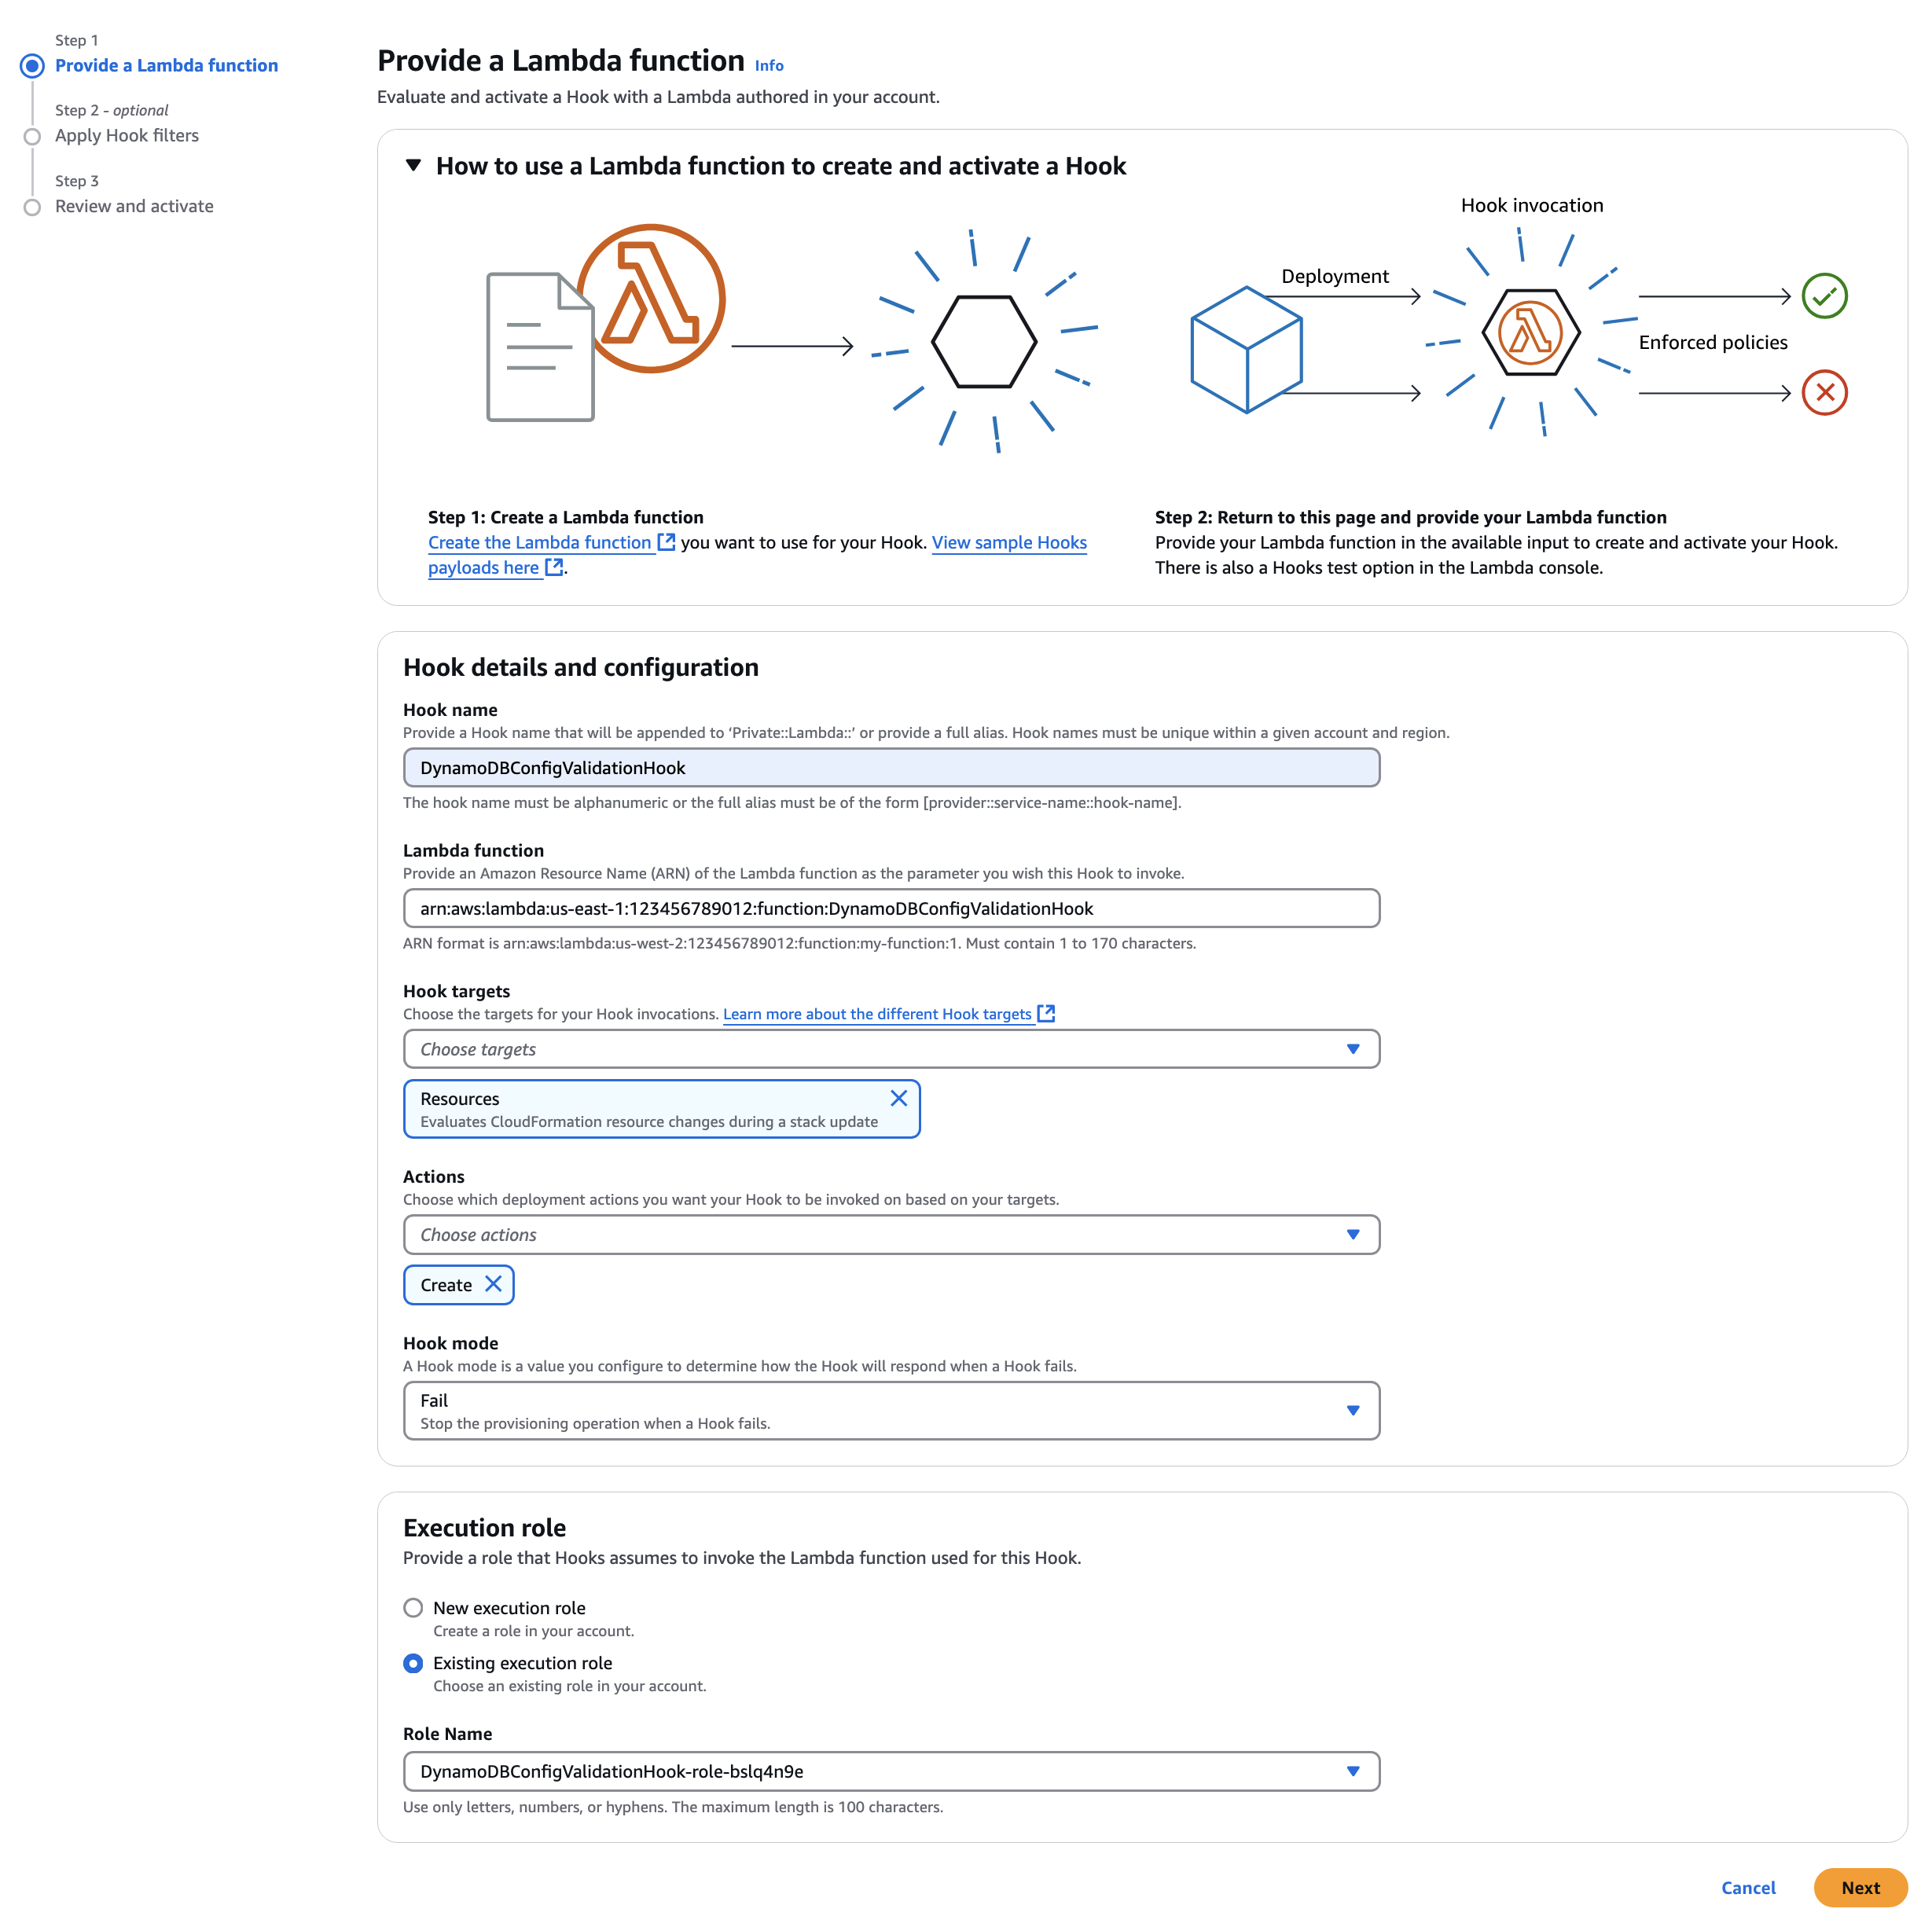 Step 1
Provide a Lambda function
Step 2 - optional
Apply Hook filters
Step 3
Review and activate
Provide a Lambda function Info
Evaluate and activate a Hook with a Lambda authored in your account.
How to use a Lambda function to create and activate a Hook
Hook invocation
Deployment
Enforced policies
Step 1: Create a Lambda function
Create the Lambda function you want to use for your Hook. View sample Hooks
payloads here.
Step 2: Return to this page and provide your Lambda function
Provide your Lambda function in the available input to create and activate your Hook.
There is also a Hooks test option in the Lambda console.
Hook details and configuration
Hook name
Provide a Hook name that will be appended to ‘Private::Lambda::’ or provide a full alias. Hook names must be unique within a given account and region.
DynamoDBConfigValidationHook
The hook name must be alphanumeric or the full alias must be of the form [provider::service-name::hook-name].
Lambda function
Provide an Amazon Resource Name (ARN) of the Lambda function as the parameter you wish this Hook to invoke.
arn:aws:lambda:us-east-1:123456789012:function:DynamoDBConfigValidationHook
ARN format is arn:aws:lambda:us-west-2:123456789012:function:my-function:1. Must contain 1 to 170 characters.
Hook targets
Choose the targets for your Hook invocations. Learn more about the different Hook targets
Choose targets
Resources
Evaluates CloudFormation resource changes during a stack update
Actions
Choose which deployment actions you want your Hook to be invoked on based on your targets.
Choose actions
Create
Hook mode
A Hook mode is a value you configure to determine how the Hook will respond when a Hook fails.
Fail
Stop the provisioning operation when a Hook fails.
Execution role
Provide a role that Hooks assumes to invoke the Lambda function used for this Hook.
New execution role
Create a role in your account.
Existing execution role
Choose an existing role in your account.
Role Name
DynamoDBConfigValidationHook-role-bslq4n9e
Use only letters, numbers, or hyphens. The maximum length is 100 characters.
Cancel
Next